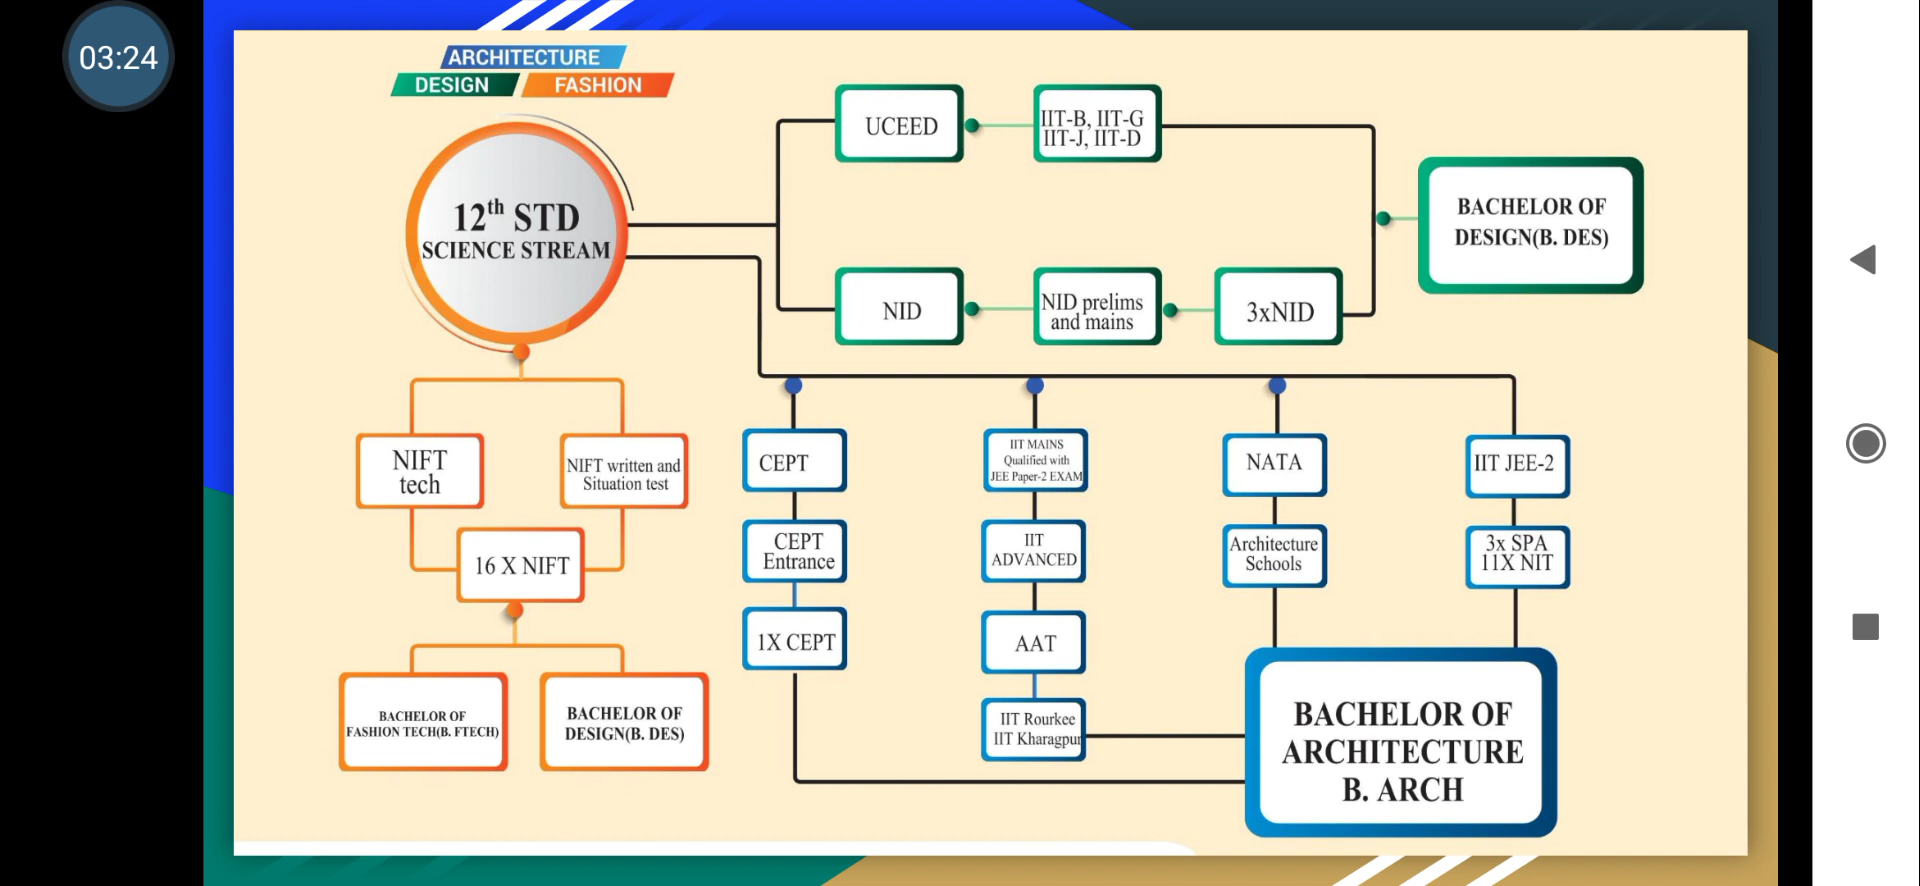 03:24
ARCHITECTURE
DESIGN FASHION
12th STD
SCIENCE STREAM
UCEED
IIT-B, IIT-G
IIT-J, IIT-D
BACHELOR OF
DESIGN(B. DES)
NID
NID prelims
and mains
3xNID
NIFT
tech
NIFT written and
Situation test
16 X NIFT
BACHELOR OF
FASHION TECH(B. FTECH)
BACHELOR OF
DESIGN(B. DES)
CEPT
CEPT
Entrance
1X CEPT
IIT MAINS
Qualified with
JEE Paper-2 EXAM
IIT
ADVANCED
AAT
IIT Rourkee
IIT Kharagpur
NATA
Architecture
Schools
IIT JEE-2
3x SPA
11X NIT
BACHELOR OF
ARCHITECTURE
B. ARCH